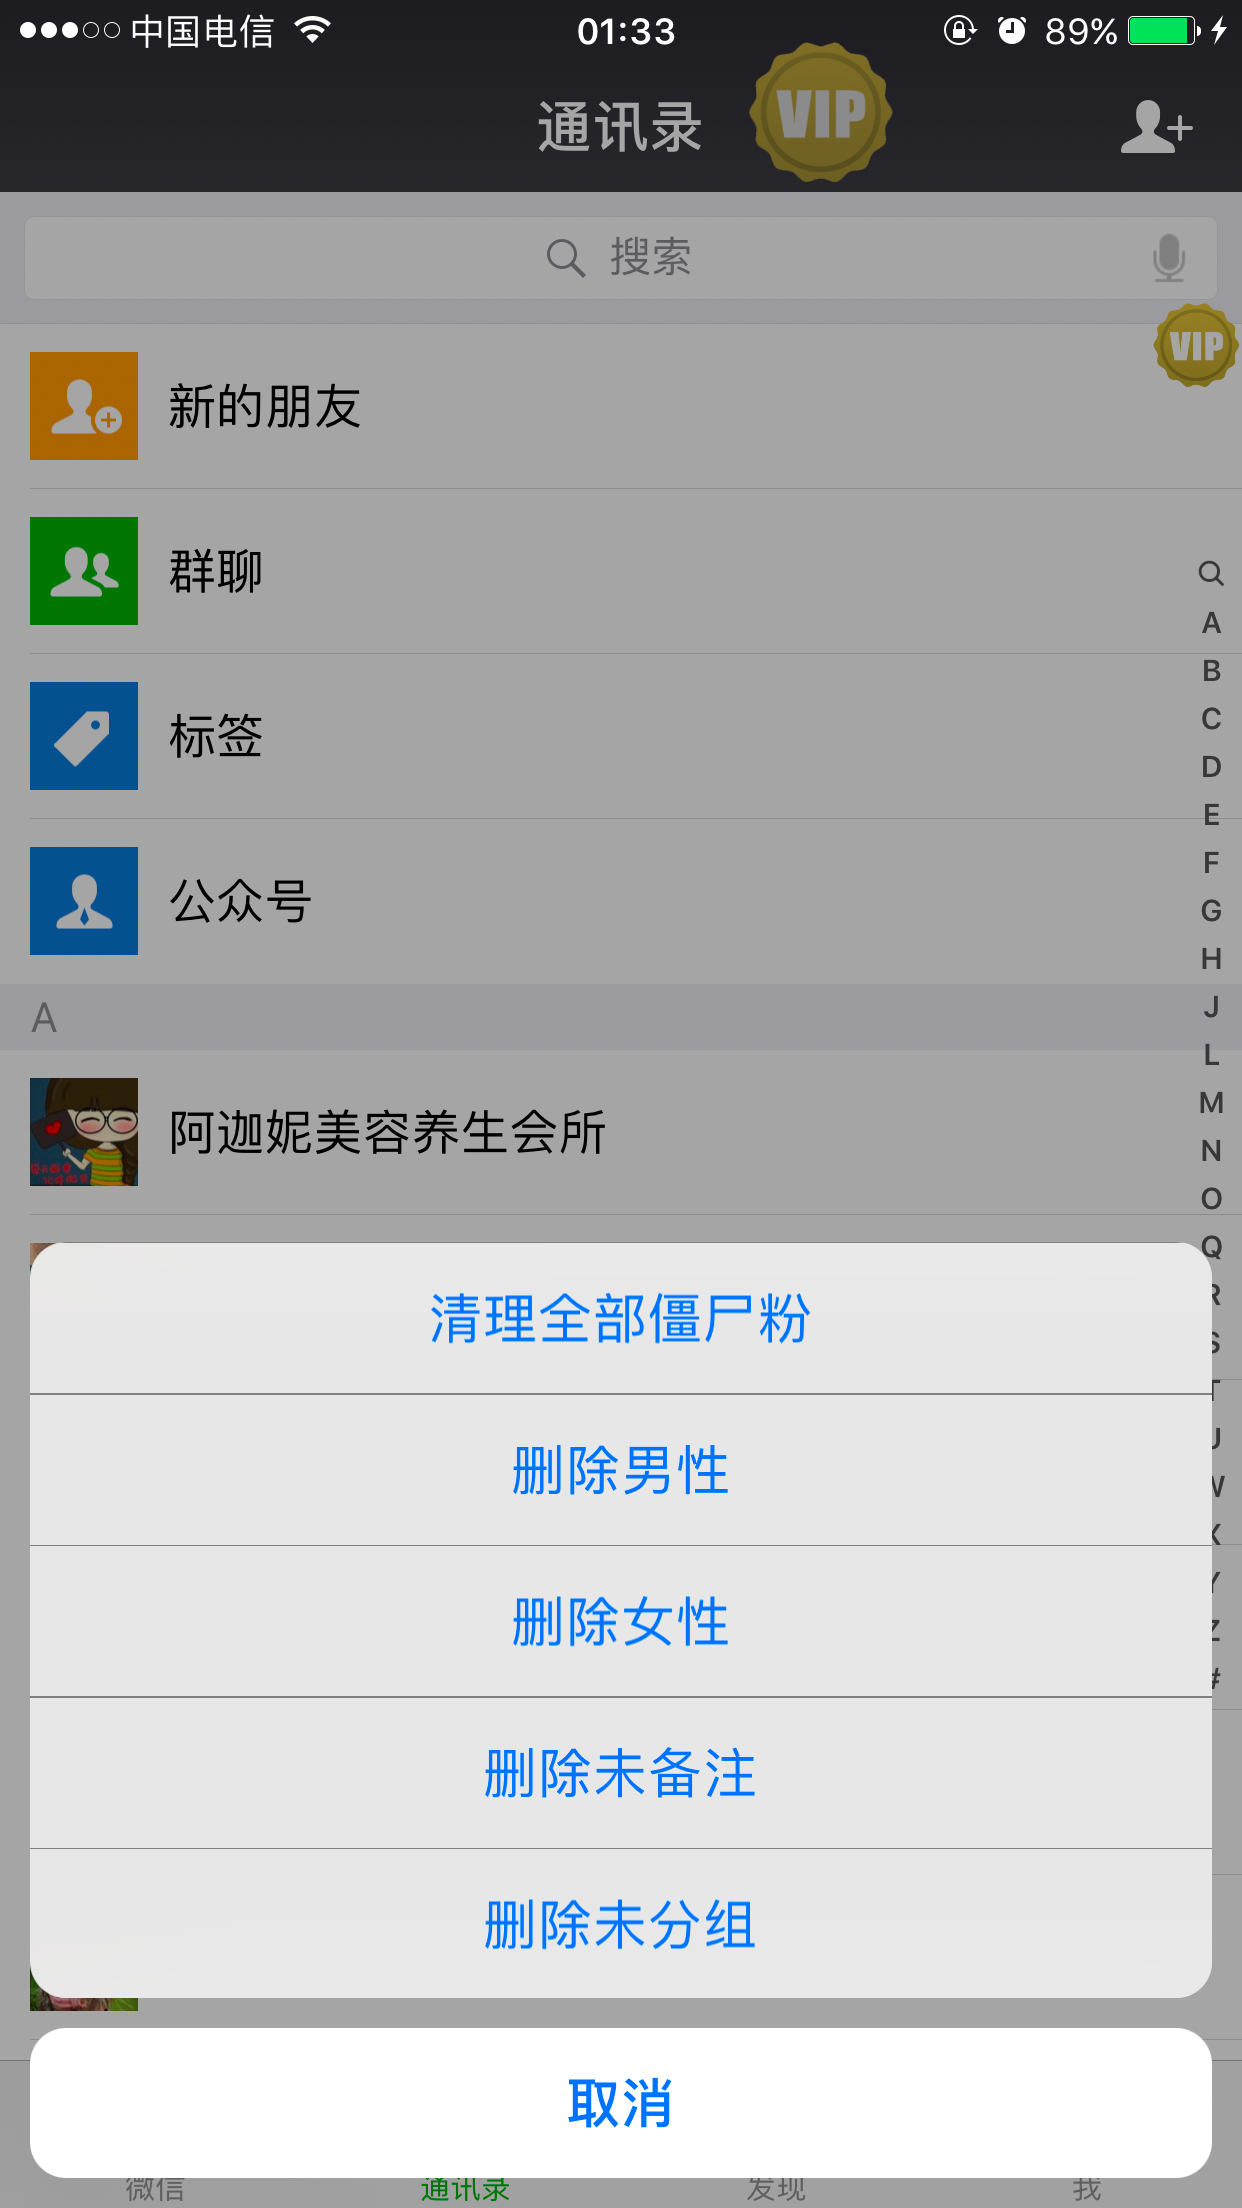 中国电信 01:33 89%
通讯录 VIP
搜索
VIP
新的朋友
群聊
标签
公众号
A
阿迦妮美容养生会所
A
B
C
D
E
F
G
H
J
L
M
N
O
Q
R
S
T
U
W
X
Y
Z
#
清理全部僵尸粉
删除男性
删除女性
删除未备注
删除未分组
取消
微信 通讯录 发现 我